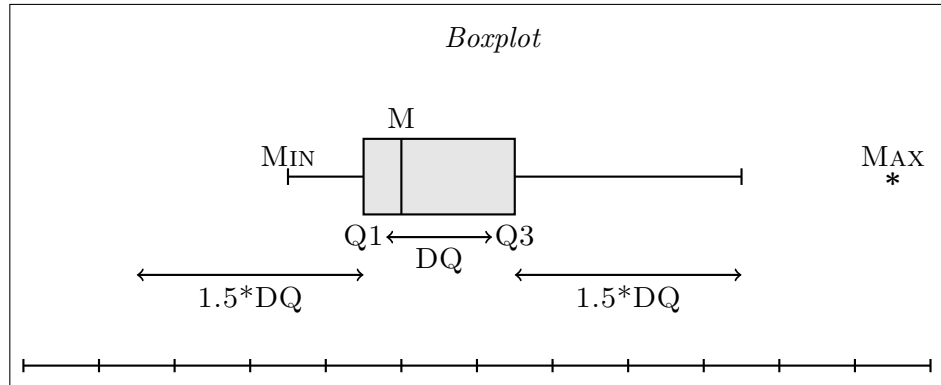 Boxplot
M
MIN
MAX
*
Q1
Q3
DQ
1.5*DQ
1.5*DQ